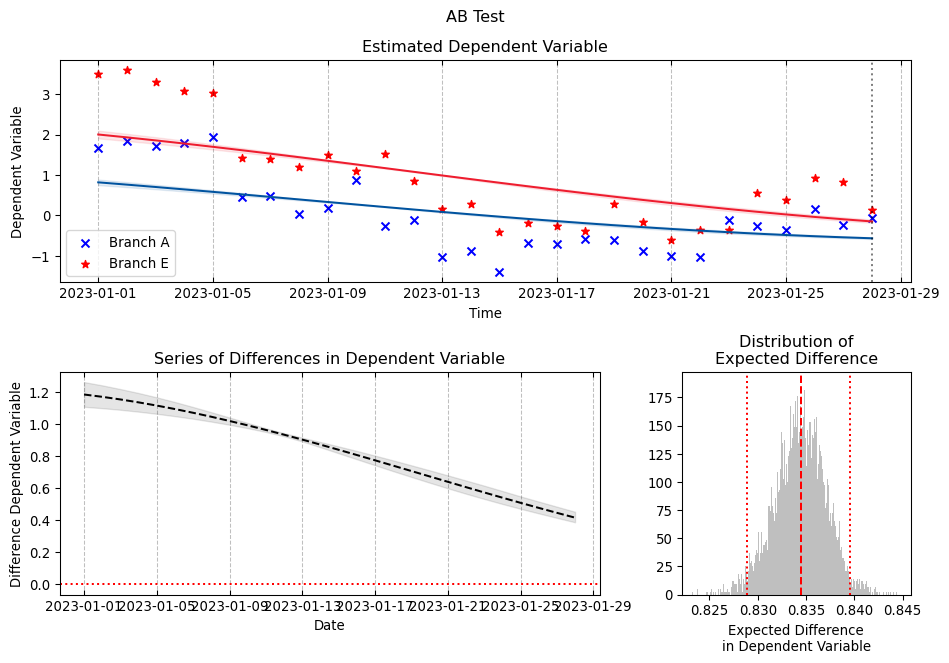 AB Test
Estimated Dependent Variable
Dependent Variable
3
2
1
0
−1
Branch A
Branch E
2023-01-01 2023-01-05 2023-01-09 2023-01-13 2023-01-17 2023-01-21 2023-01-25 2023-01-29
Time
Series of Differences in Dependent Variable
Difference Dependent Variable
1.2
1.0
0.8
0.6
0.4
0.2
0.0
2023-01-01 2023-01-05 2023-01-09 2023-01-13 2023-01-17 2023-01-21 2023-01-25 2023-01-29
Date
Distribution of
Expected Difference
175
150
125
100
75
50
25
0
0.825 0.830 0.835 0.840 0.845
Expected Difference
in Dependent Variable